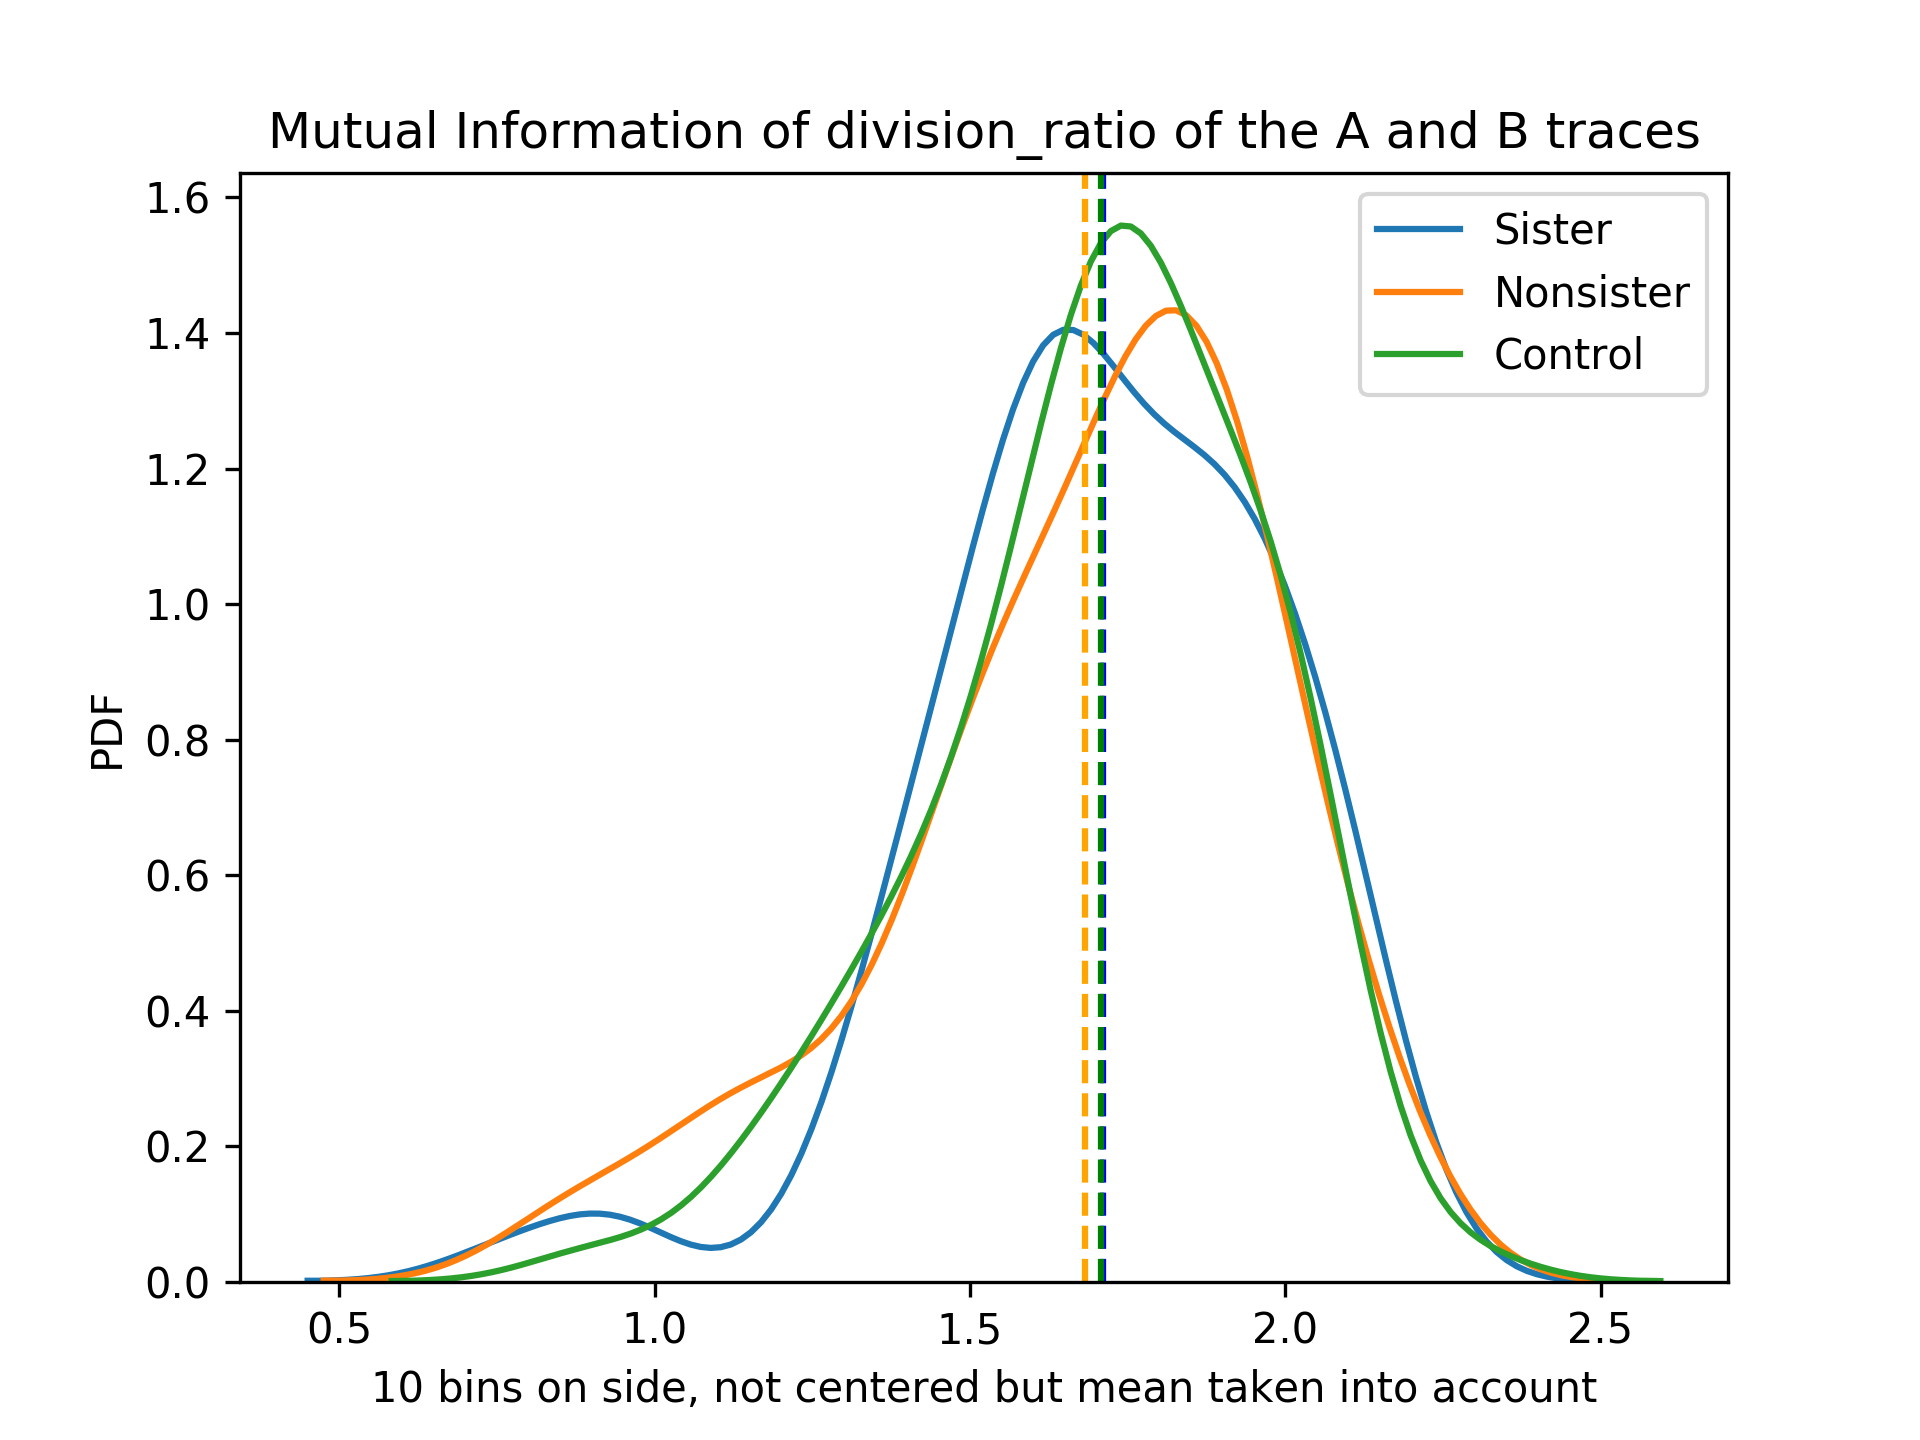 Mutual Information of division_ratio of the A and B traces
Sister
Nonsister
Control
PDF
1.6
1.4
1.2
1.0
0.8
0.6
0.4
0.2
0.0
0.5 1.0 1.5 2.0 2.5
10 bins on side, not centered but mean taken into account